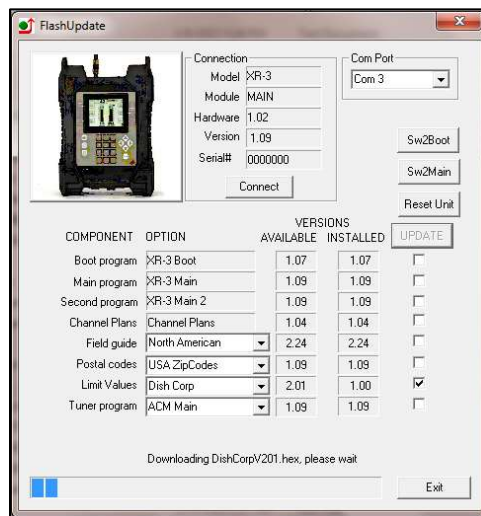 FlashUpdate
Connection
Model XR-3
Module MAIN
Hardware 1.02
Version 1.09
Serial# 0000000
Connect
Com Port
Com 3
Sw2Boot
Sw2Main
Reset Unit
VERSIONS
COMPONENT OPTION AVAILABLE INSTALLED UPDATE
Boot program XR-3 Boot 1.07 1.07
Main program XR-3 Main 1.09 1.09
Second program XR-3 Main 2 1.09 1.09
Channel Plans Channel Plans 1.04 1.04
Field guide North American 2.24 2.24
Postal codes USA ZipCodes 1.09 1.09
Limit Values Dish Corp 2.01 1.00
Tuner program ACM Main 1.09 1.09
Downloading DishCorpV201.hex, please wait
Exit